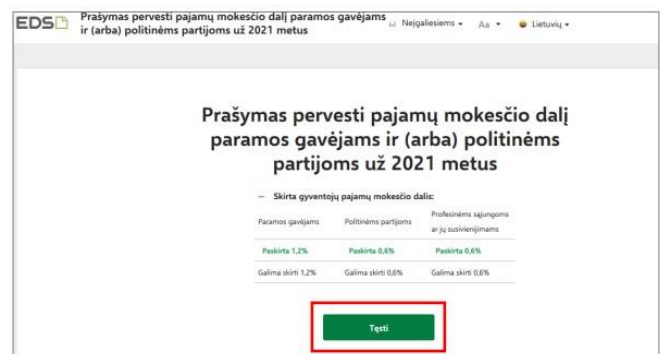 EDS
Prašymas pervesti pajamų mokesčio dalį paramos gavėjams
ir (arba) politinėms partijoms už 2021 metus
Neįgaliesiems
Aa
Lietuvių
Prašymas pervesti pajamų mokesčio dalį
paramos gavėjams ir (arba) politinėms
partijoms už 2021 metus
– Skirta gyventojų pajamų mokesčio dalis:
Paramos gavėjams Politinėms partijoms Profesinėms sąjungoms
ar jų susivienijimams
Paskirta 1,2% Paskirta 0,6% Paskirta 0,6%
Galima skirti 1,2% Galima skirti 0,6% Galima skirti 0,6%
Tęsti